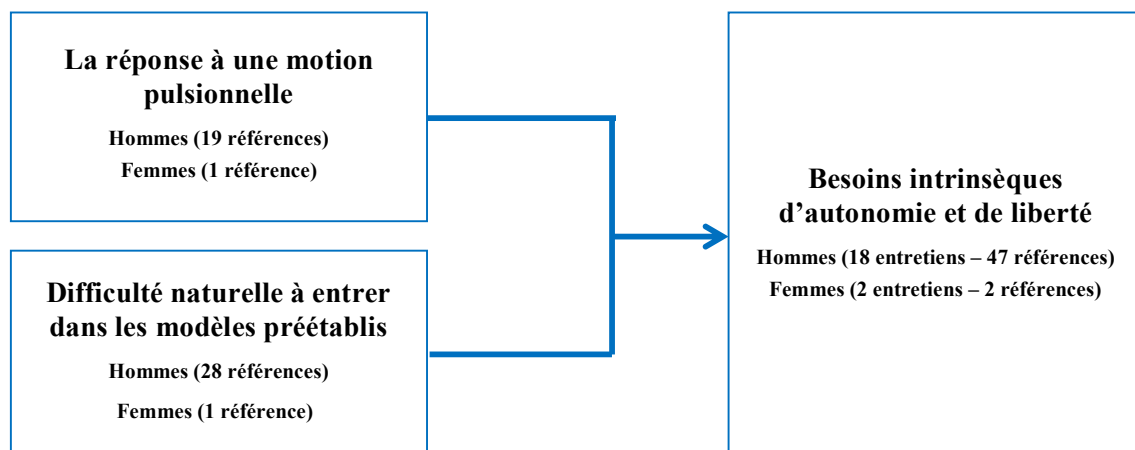 La réponse à une motion
pulsionnelle
Hommes (19 références)
Femmes (1 référence)
Difficulté naturelle à entrer
dans les modèles préétablis
Hommes (28 références)
Femmes (1 référence)
Besoins intrinsèques
d’autonomie et de liberté
Hommes (18 entretiens – 47 références)
Femmes (2 entretiens – 2 références)